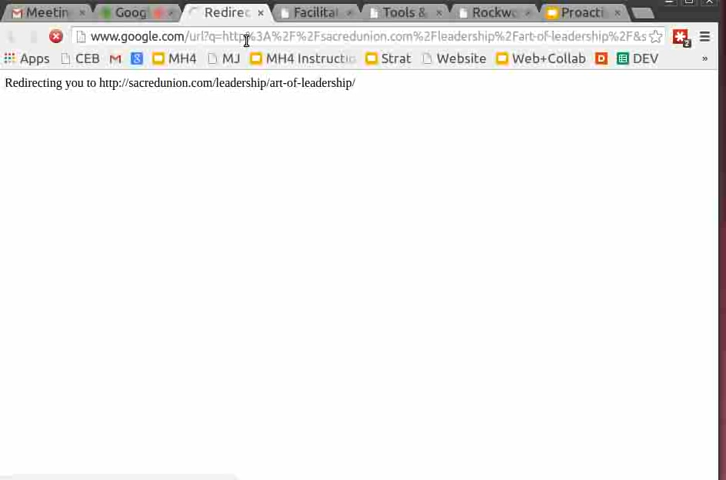 Meetin Goog Redirec Facilita Tools & Rockwo Proacti
www.google.com/url?q=http%3A%2F%2Fsacredunion.com%2Fleadership%2Fart-of-leadership%2F&s
Apps CEB MH4 MJ MH4 Instructio Strat Website Web+Collab DEV »
Redirecting you to http://sacredunion.com/leadership/art-of-leadership/